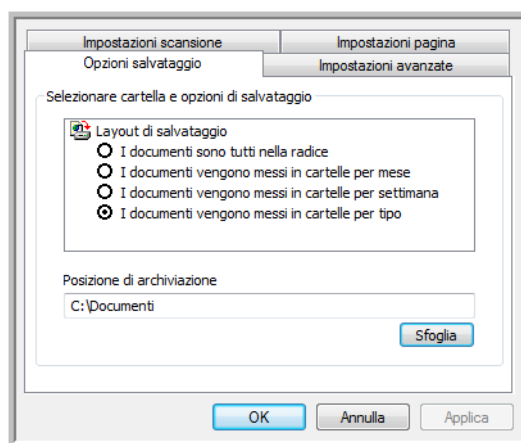 Impostazioni scansione
Impostazioni pagina
Opzioni salvataggio
Impostazioni avanzate
Selezionare cartella e opzioni di salvataggio
Layout di salvataggio
I documenti sono tutti nella radice
I documenti vengono messi in cartelle per mese
I documenti vengono messi in cartelle per settimana
I documenti vengono messi in cartelle per tipo
Posizione di archiviazione
C:\Documenti
Sfoglia
OK
Annulla
Applica